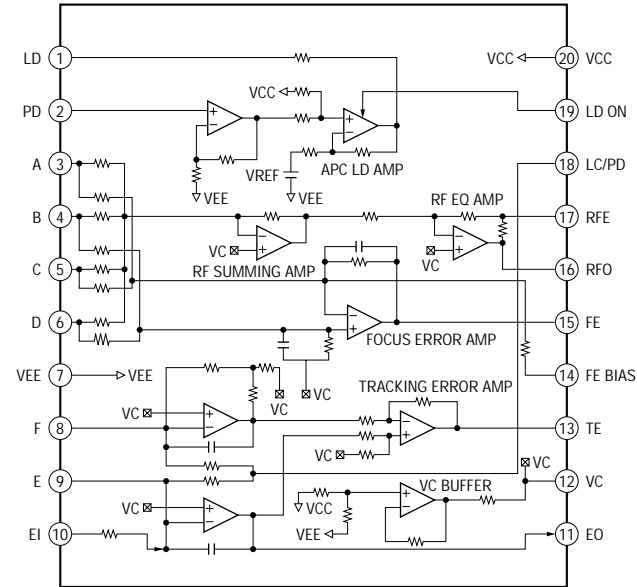 LD 1
20 VCC
VCC
PD 2
VCC
19 LD ON
A 3
VREF
VEE
VEE
APC LD AMP
18 LC/PD
B 4
RF EQ AMP
17 RFE
VC
VC
C 5
RF SUMMING AMP
16 RFO
D 6
15 FE
FOCUS ERROR AMP
VEE 7
VEE
14 FE BIAS
VC
VC
VC
TRACKING ERROR AMP
F 8
13 TE
VC
VC
E 9
VC BUFFER
12 VC
VC
VCC
VEE
EI 10
11 EO